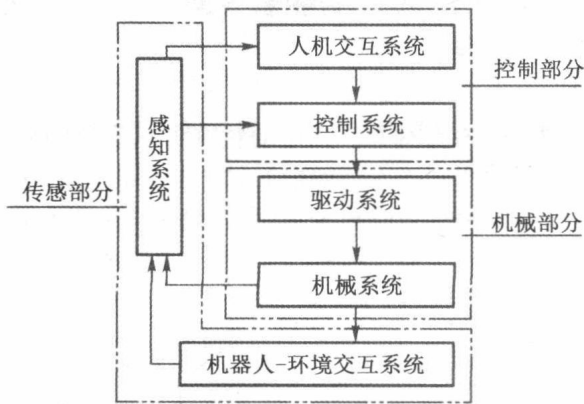 人机交互系统
控制部分
控制系统
感知系统
传感部分
驱动系统
机械部分
机械系统
机器人-环境交互系统